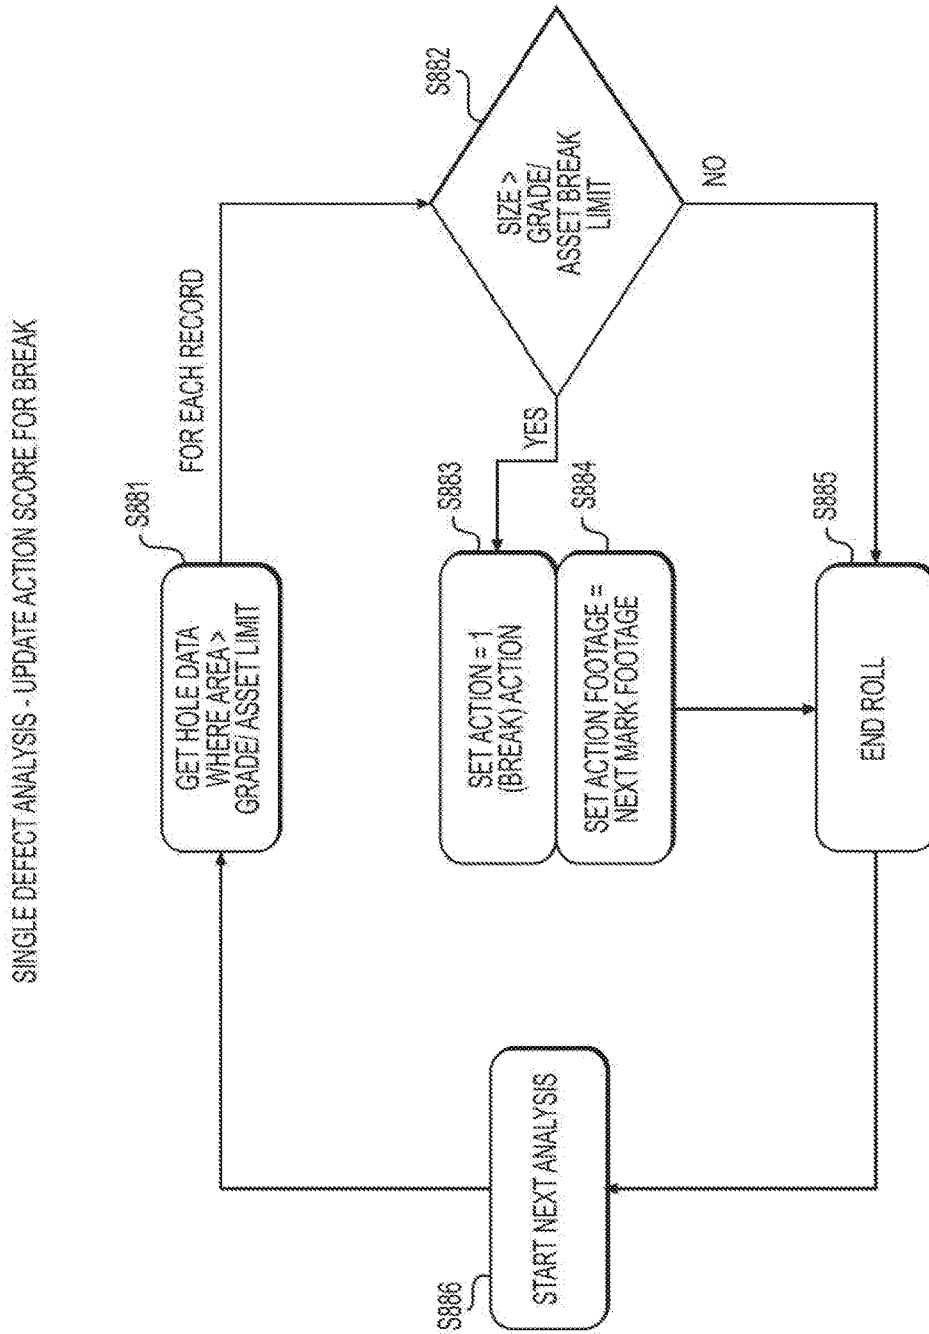 SINGLE DEFECT ANALYSIS - UPDATE ACTION SCORE FOR BREAK
S881
GET HOLE DATA
WHERE AREA >
GRADE/ ASSET LIMIT
FOR EACH RECORD
S882
SIZE >
GRADE/
ASSET BREAK
LIMIT
YES
NO
S883
SET ACTION = 1
(BREAK) ACTION
S884
SET ACTION FOOTAGE =
NEXT MARK FOOTAGE
S885
END ROLL
S886
START NEXT ANALYSIS